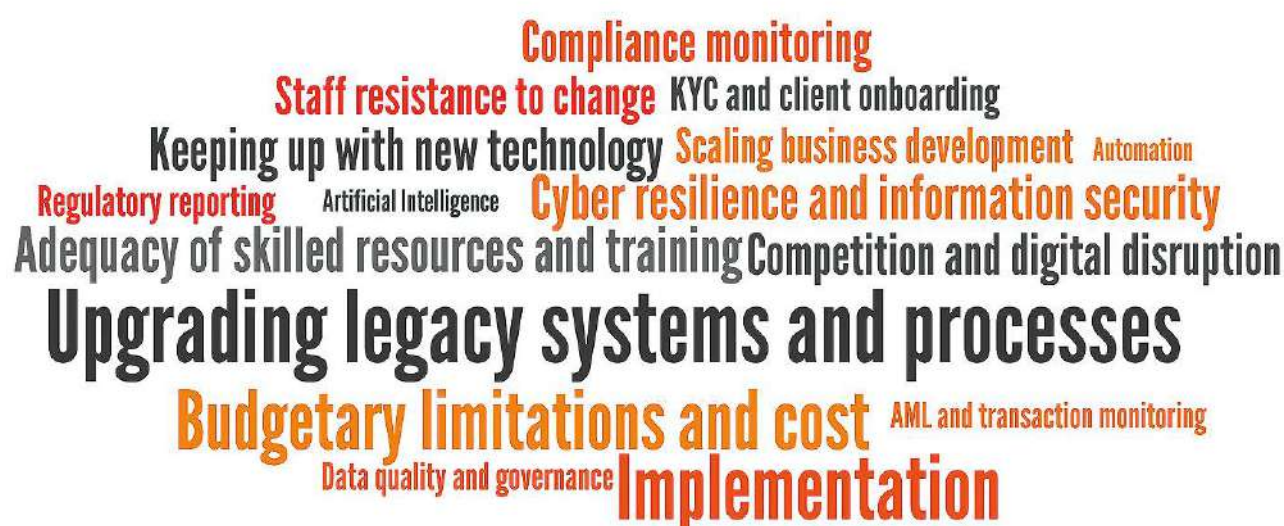 Compliance monitoring
Staff resistance to change KYC and client onboarding
Keeping up with new technology Scaling business development Automation
Regulatory reporting Artificial Intelligence Cyber resilience and information security
Adequacy of skilled resources and training Competition and digital disruption
Upgrading legacy systems and processes
Budgetary limitations and cost AML and transaction monitoring
Data quality and governance Implementation